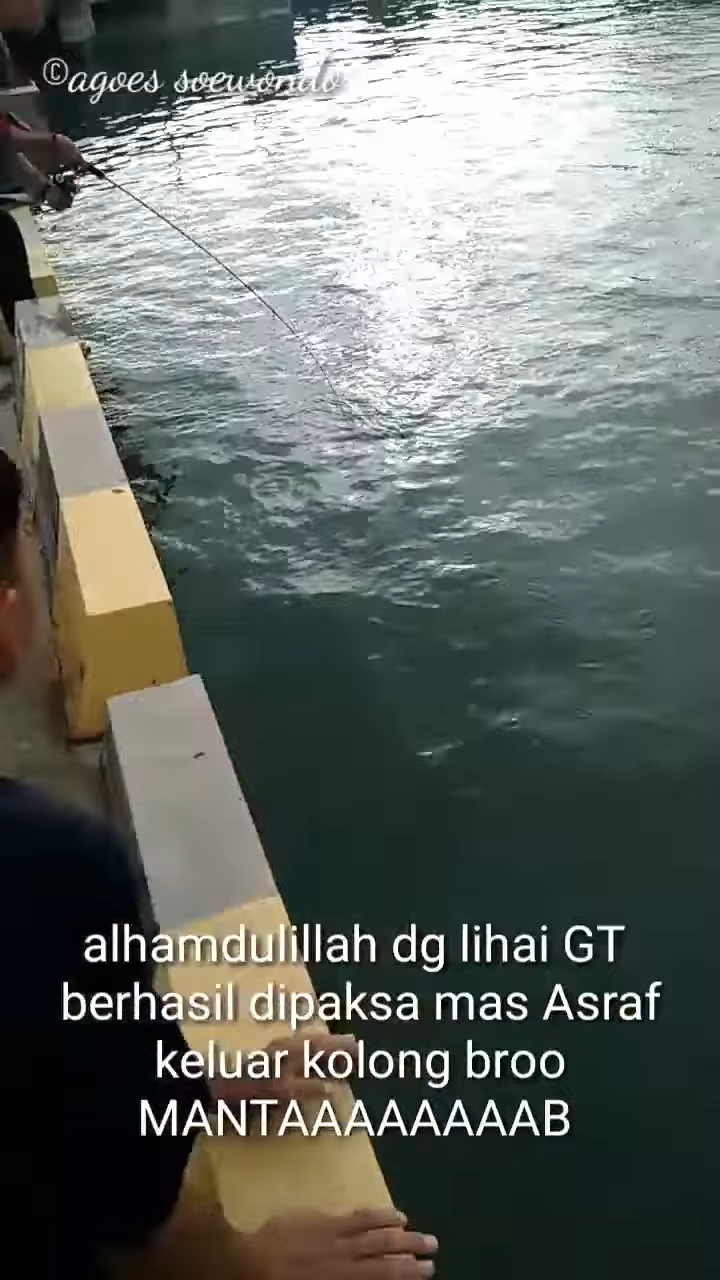 ©agoes soewondo
alhamdulillah dg lihai GT
berhasil dipaksa mas Asraf
keluar kolong broo
MANTAAAAAAAAB